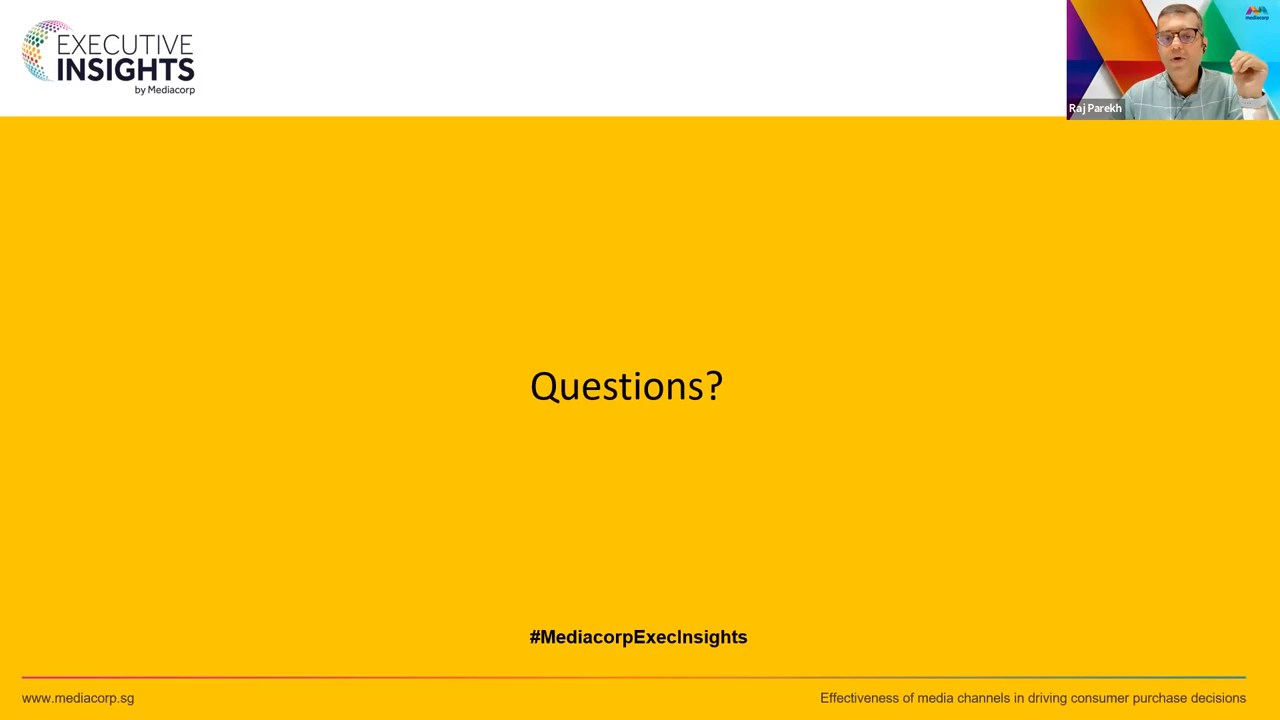 EXECUTIVE
INSIGHTS
by Mediacorp
mediacorp
Raj Parekh
Questions?
#MediacorpExecInsights
www.mediacorp.sg
Effectiveness of media channels in driving consumer purchase decisions